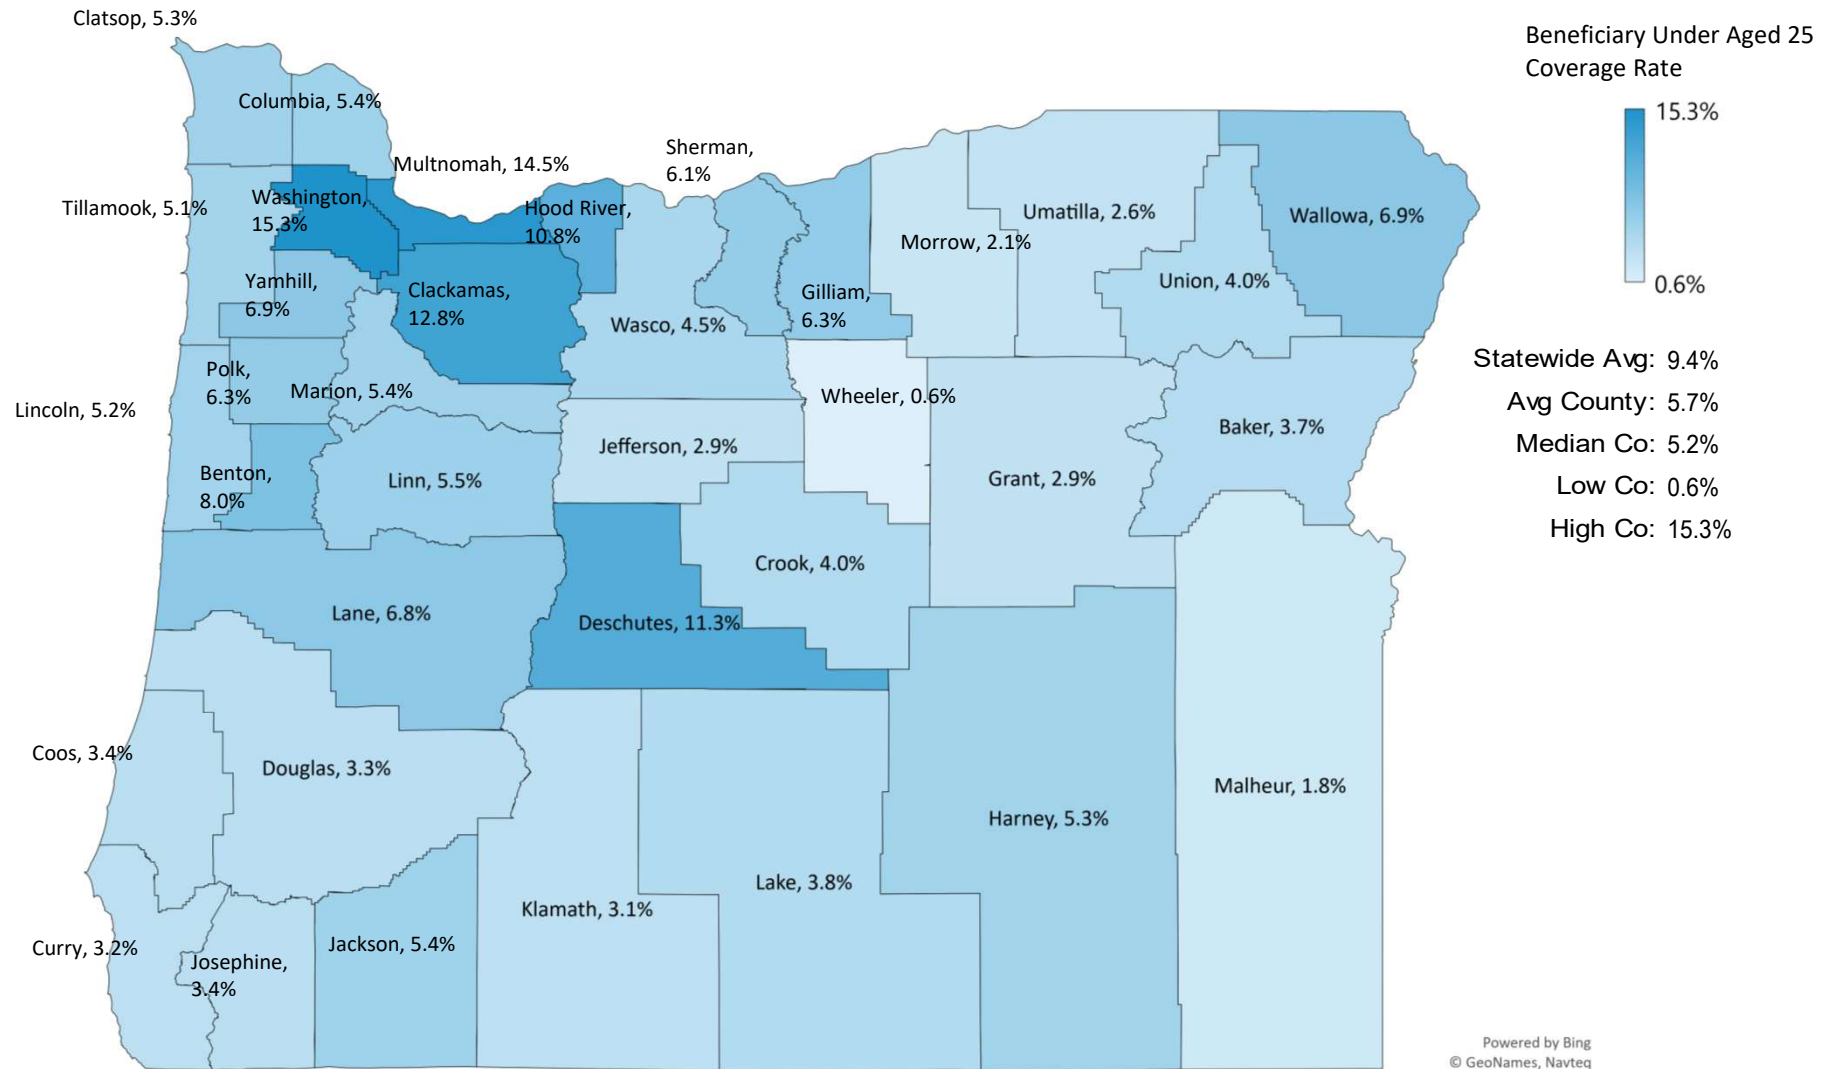 Clatsop, 5.3%
Beneficiary Under Aged 25
Coverage Rate
15.3%
0.6%
Columbia, 5.4%
Multnomah, 14.5%
Sherman,
6.1%
Tillamook, 5.1%
Washington,
15.3%
Hood River,
10.8%
Umatilla, 2.6%
Wallowa, 6.9%
Morrow, 2.1%
Union, 4.0%
Yamhill,
6.9%
Clackamas,
12.8%
Gilliam,
6.3%
Wasco, 4.5%
Statewide Avg: 9.4%
Avg County: 5.7%
Median Co: 5.2%
Low Co: 0.6%
High Co: 15.3%
Polk,
6.3%
Marion, 5.4%
Wheeler, 0.6%
Lincoln, 5.2%
Baker, 3.7%
Jefferson, 2.9%
Benton,
8.0%
Linn, 5.5%
Grant, 2.9%
Crook, 4.0%
Lane, 6.8%
Deschutes, 11.3%
Coos, 3.4%
Douglas, 3.3%
Malheur, 1.8%
Harney, 5.3%
Lake, 3.8%
Klamath, 3.1%
Curry, 3.2%
Josephine,
3.4%
Jackson, 5.4%
Powered by Bing
© GeoNames, Navteq